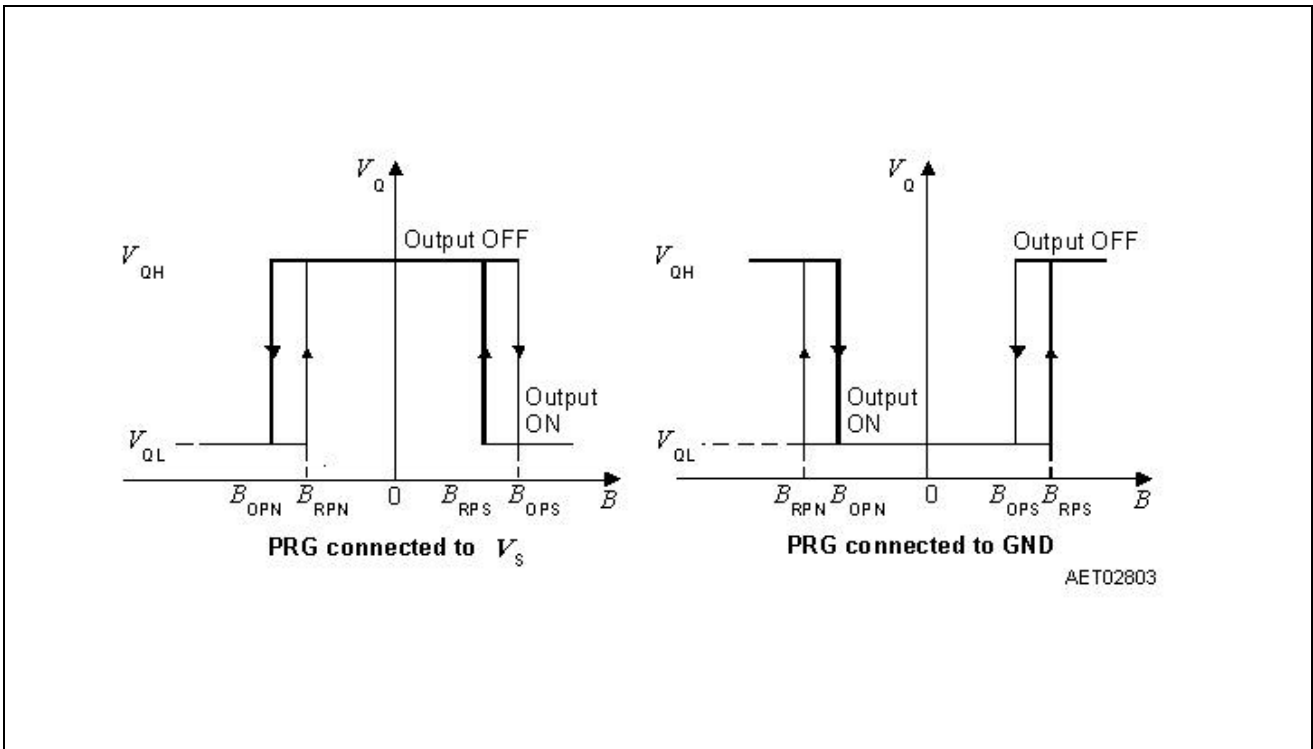 V_Q
Output OFF
V_QH
Output
ON
V_QL
B_OPN B_RPN 0 B_RPS B_OPS B
PRG connected to V_S
V_Q
Output OFF
V_QH
Output
ON
V_QL
B_RPN B_OPN 0 B_OPS B_RPS B
PRG connected to GND
AET02803